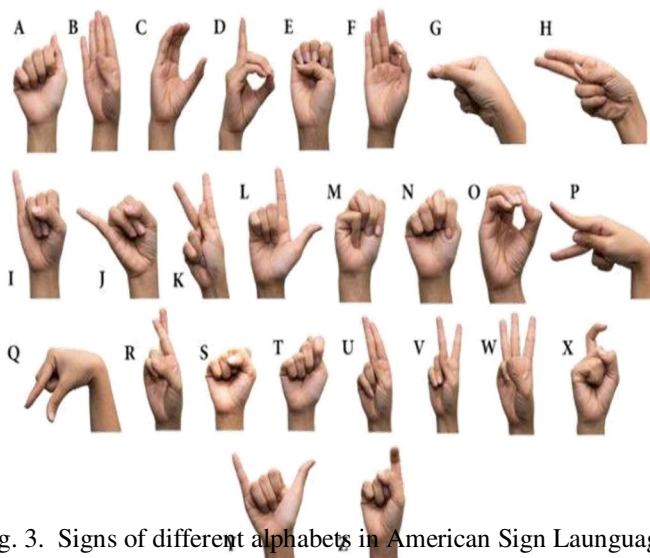 A B C D E F G H
I J K L M N O P
Q R S T U V W X
Y Z
g. 3. Signs of different alphabets in American Sign Launguag